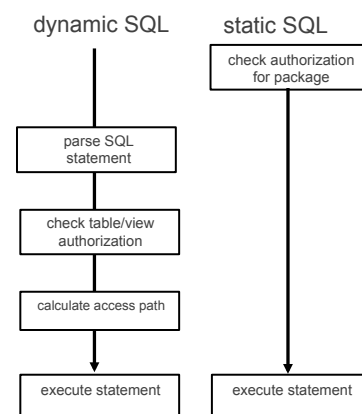 dynamic SQL
static SQL
check authorization
for package
parse SQL
statement
check table/view
authorization
calculate access path
execute statement
execute statement